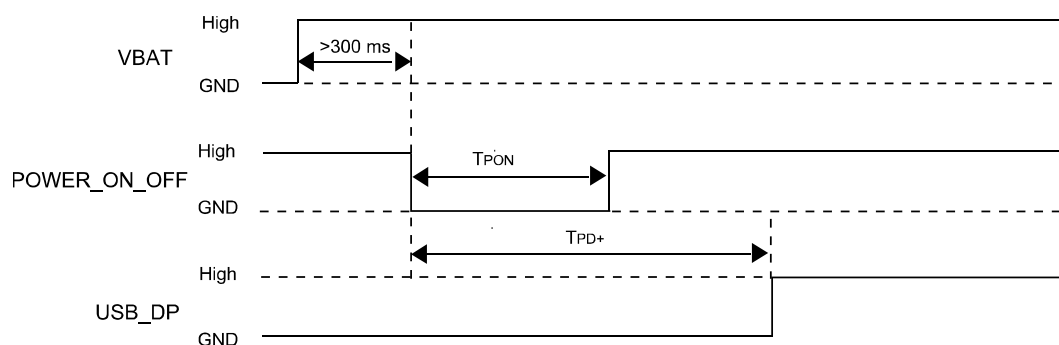 High
>300 ms
VBAT
GND
High
TPON
POWER_ON_OFF
GND
TPD+
High
USB_DP
GND